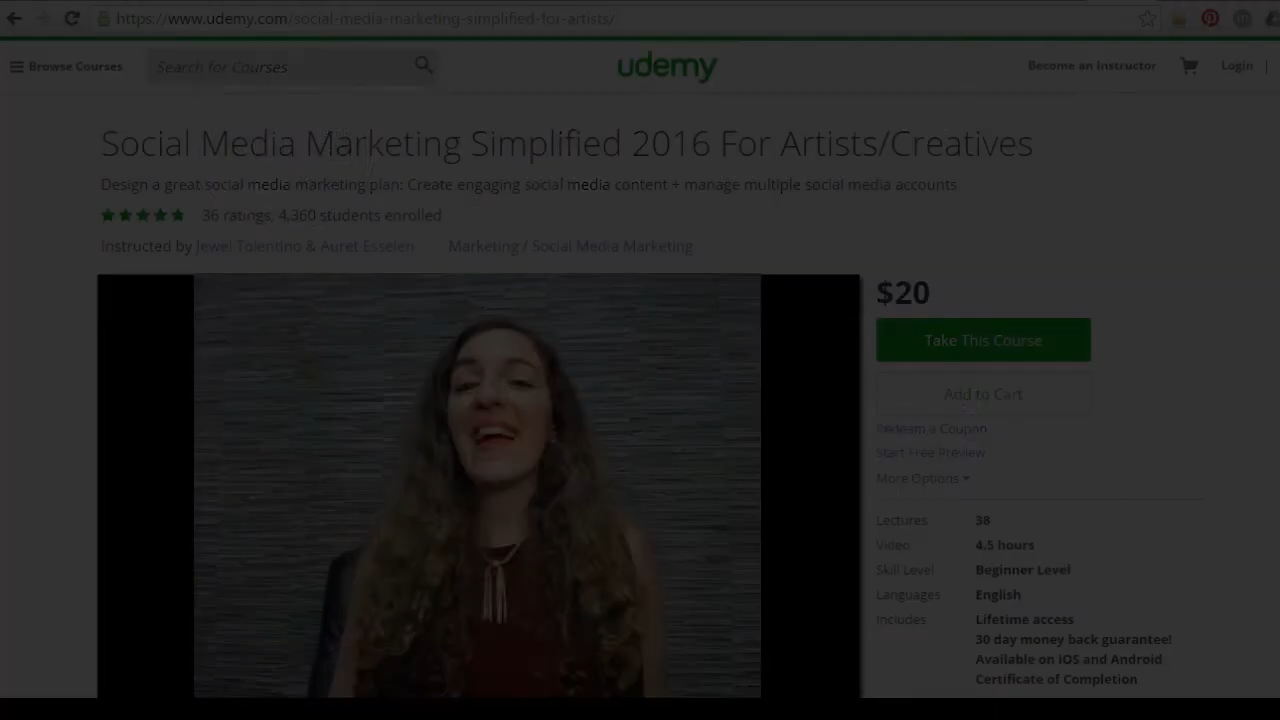 https://www.udemy.com/social-media-marketing-simplified-for-artists/
Browse Courses
Search for Courses
udemy
Become an Instructor
Login
Social Media Marketing Simplified 2016 For Artists/Creatives
Design a great social media marketing plan: Create engaging social media content + manage multiple social media accounts
36 ratings, 4,360 students enrolled
Instructed by Jewel Tolentino & Auret Esselen Marketing / Social Media Marketing
$20
Take This Course
Add to Cart
Redeem a Coupon
Start Free Preview
More Options
Lectures 38
Video 4.5 hours
Skill Level Beginner Level
Languages English
Includes Lifetime access
30 day money back guarantee!
Available on iOS and Android
Certificate of Completion